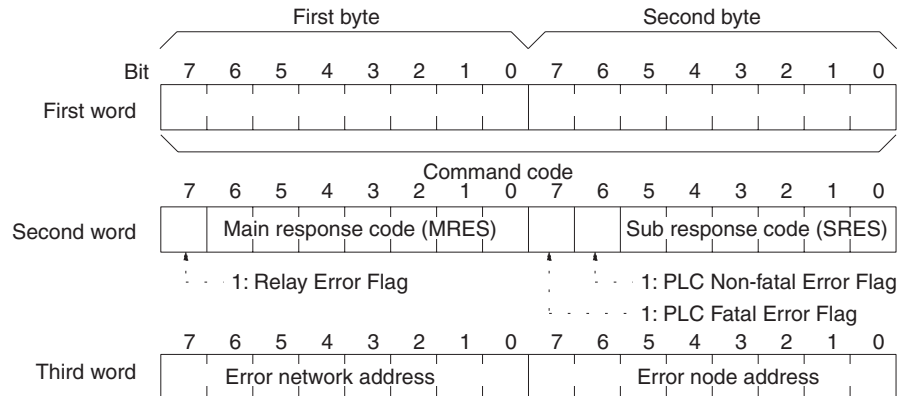 First byte Second byte
Bit 7 6 5 4 3 2 1 0 7 6 5 4 3 2 1 0
First word
Command code
7 6 5 4 3 2 1 0 7 6 5 4 3 2 1 0
Second word Main response code (MRES) Sub response code (SRES)
1: Relay Error Flag 1: PLC Non-fatal Error Flag
1: PLC Fatal Error Flag
7 6 5 4 3 2 1 0 7 6 5 4 3 2 1 0
Third word Error network address Error node address